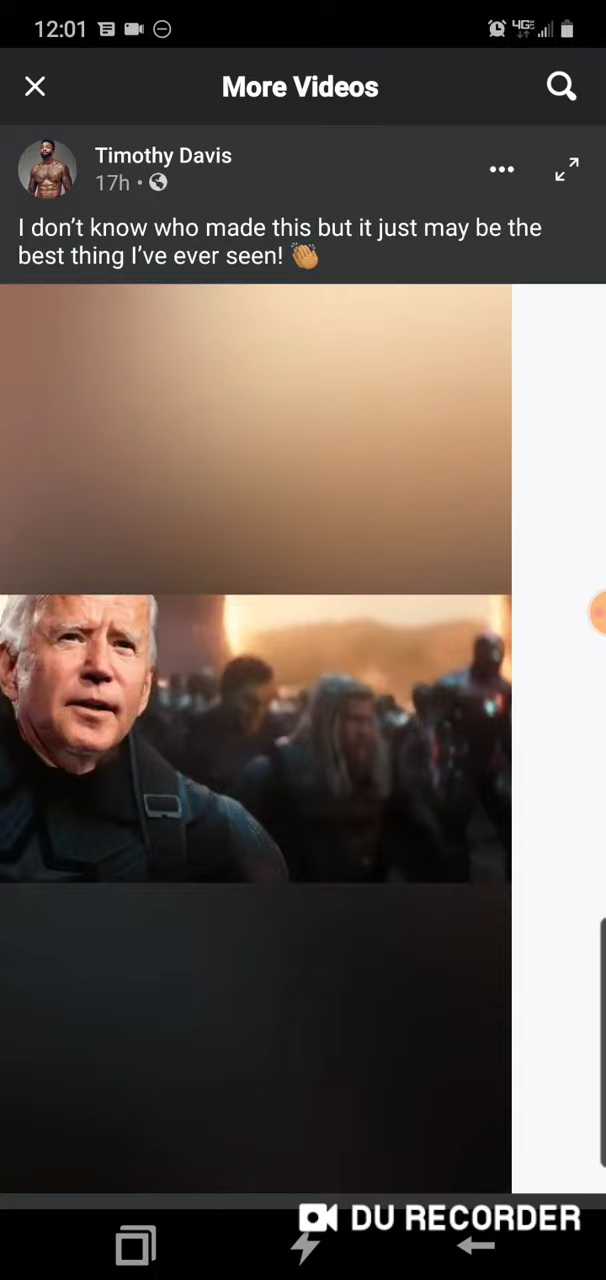 12:01
4GE
More Videos
Timothy Davis
17h •
I don't know who made this but it just may be the
best thing I've ever seen! 👏🏽
DU RECORDER